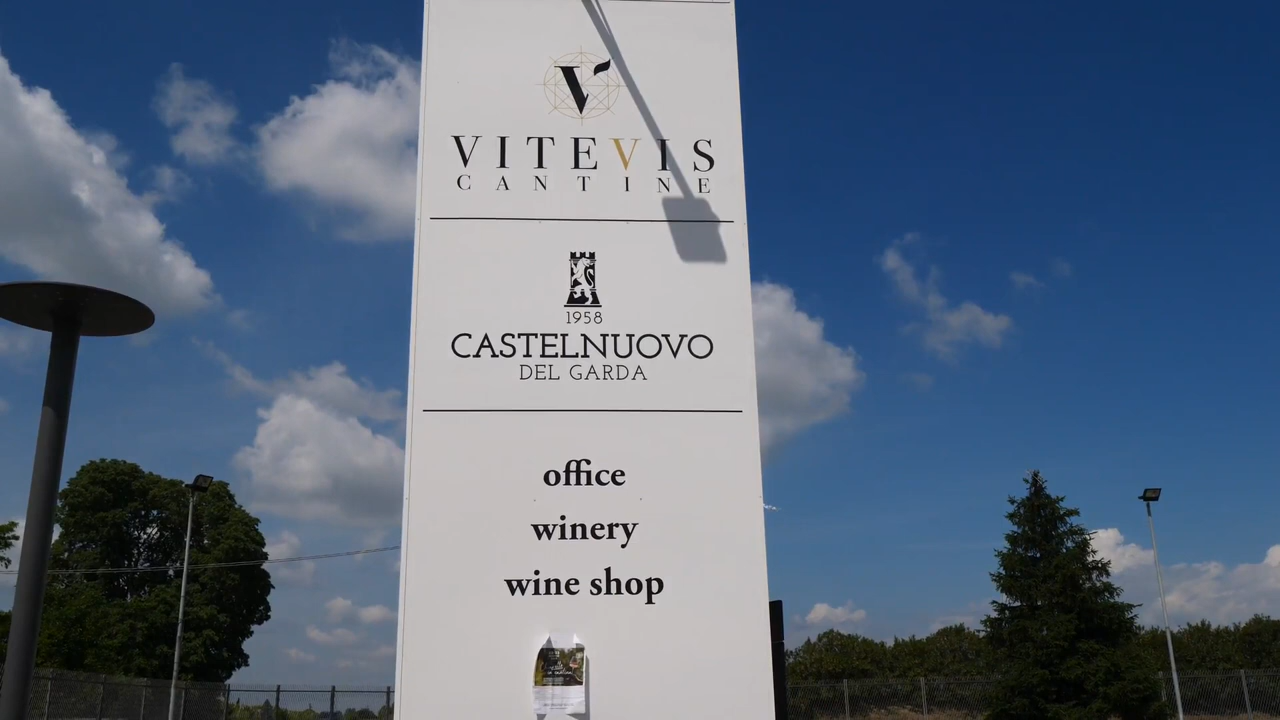 V
VITEVIS
CANTINE
1958
CASTELNUOVO
DEL GARDA
office
winery
wine shop